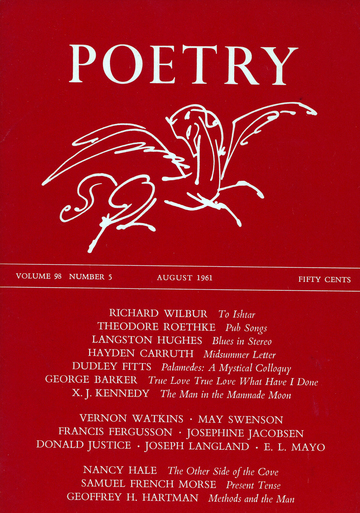 POETRY
VOLUME 98 NUMBER 5 AUGUST 1961 FIFTY CENTS
RICHARD WILBUR To Ishtar
THEODORE ROETHKE Pub Songs
LANGSTON HUGHES Blues in Stereo
HAYDEN CARRUTH Midsummer Letter
DUDLEY FITTS Palamedes: A Mystical Colloquy
GEORGE BARKER True Love True Love What Have I Done
X. J. KENNEDY The Man in the Manmade Moon
VERNON WATKINS · MAY SWENSON
FRANCIS FERGUSSON · JOSEPHINE JACOBSEN
DONALD JUSTICE · JOSEPH LANGLAND · E. L. MAYO
NANCY HALE The Other Side of the Cove
SAMUEL FRENCH MORSE Present Tense
GEOFFREY H. HARTMAN Methods and the Man